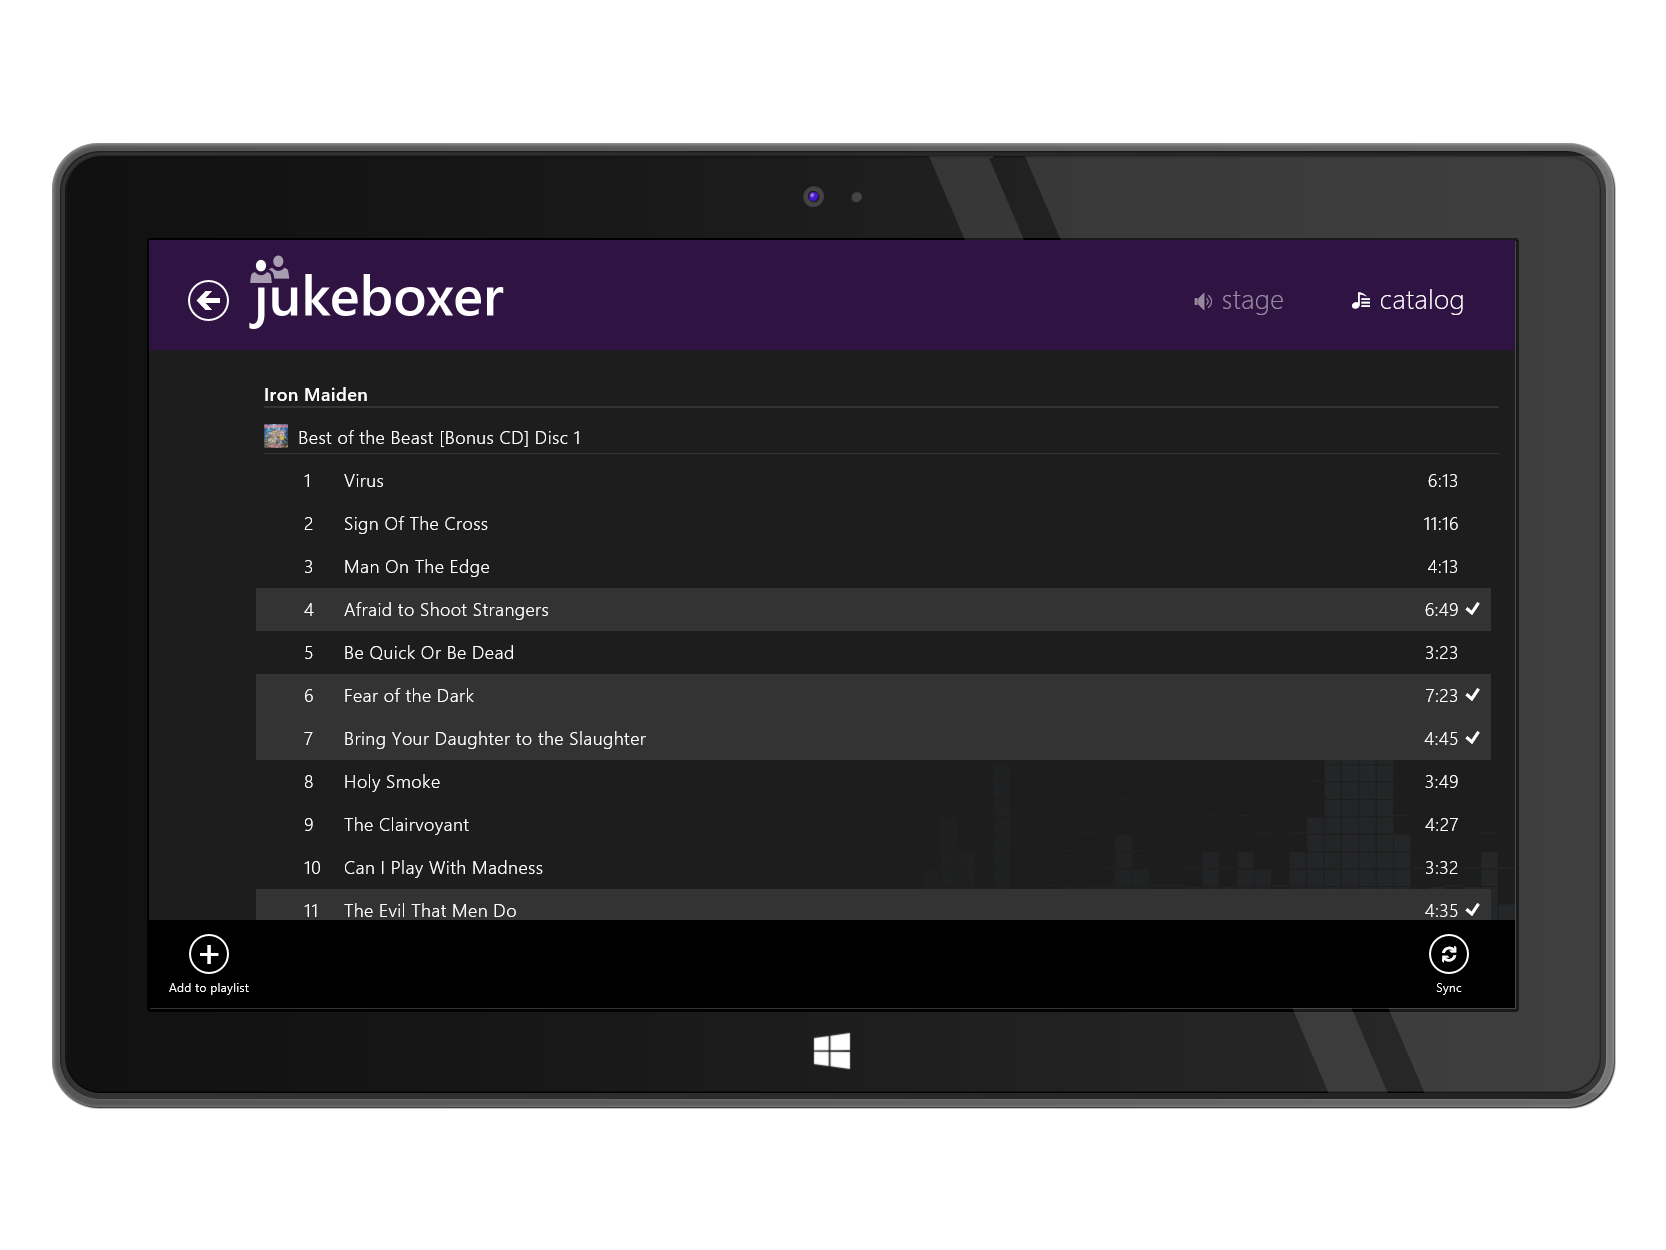 jukeboxer
stage
catalog
Iron Maiden
Best of the Beast [Bonus CD] Disc 1
1 Virus 6:13
2 Sign Of The Cross 11:16
3 Man On The Edge 4:13
4 Afraid to Shoot Strangers 6:49
5 Be Quick Or Be Dead 3:23
6 Fear of the Dark 7:23
7 Bring Your Daughter to the Slaughter 4:45
8 Holy Smoke 3:49
9 The Clairvoyant 4:27
10 Can I Play With Madness 3:32
11 The Evil That Men Do 4:35
Add to playlist
Sync